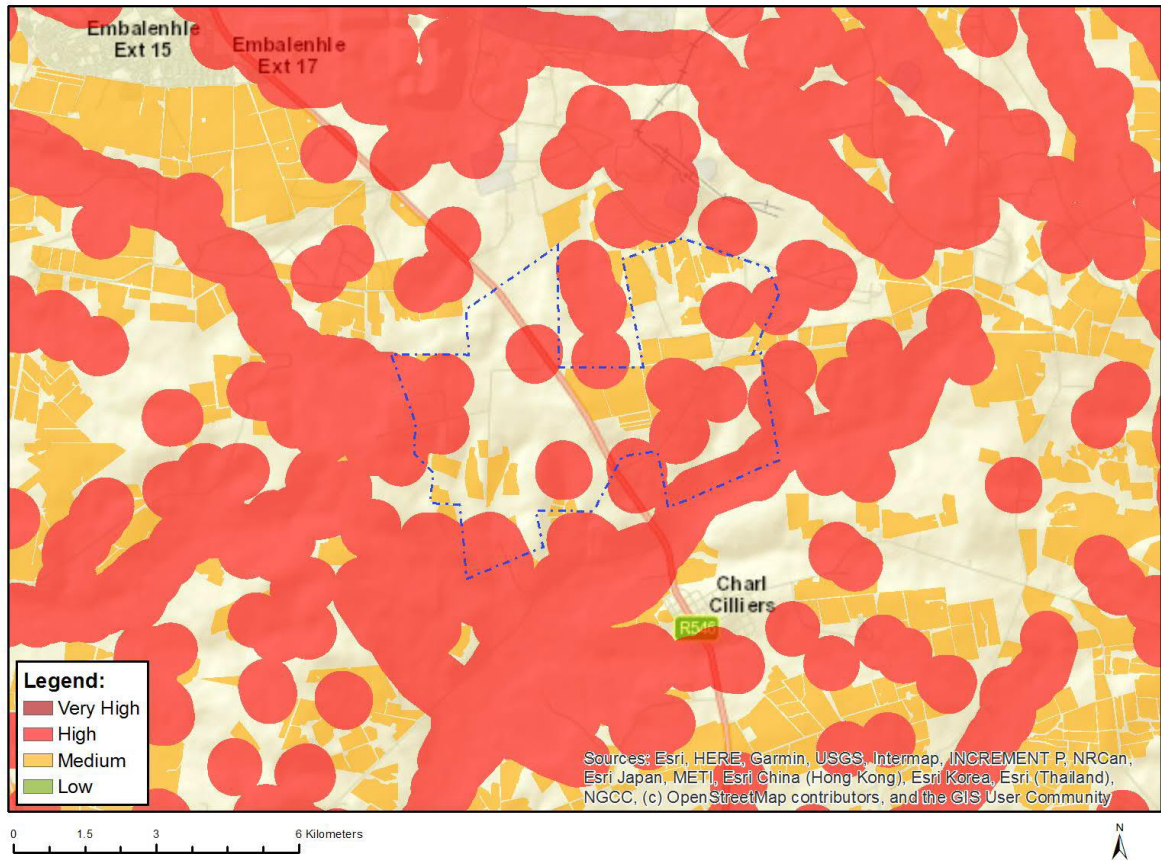 Embalenhle
Ext 15
Embalenhle
Ext 17
Charl
Cilliers
R546
Legend:
Very High
High
Medium
Low
Sources: Esri, HERE, Garmin, USGS, Intermap, INCREMENT P, NRCan,
Esri Japan, METI, Esri China (Hong Kong), Esri Korea, Esri (Thailand),
NGCC, (c) OpenStreetMap contributors, and the GIS User Community
0 1.5 3 6 Kilometers
N